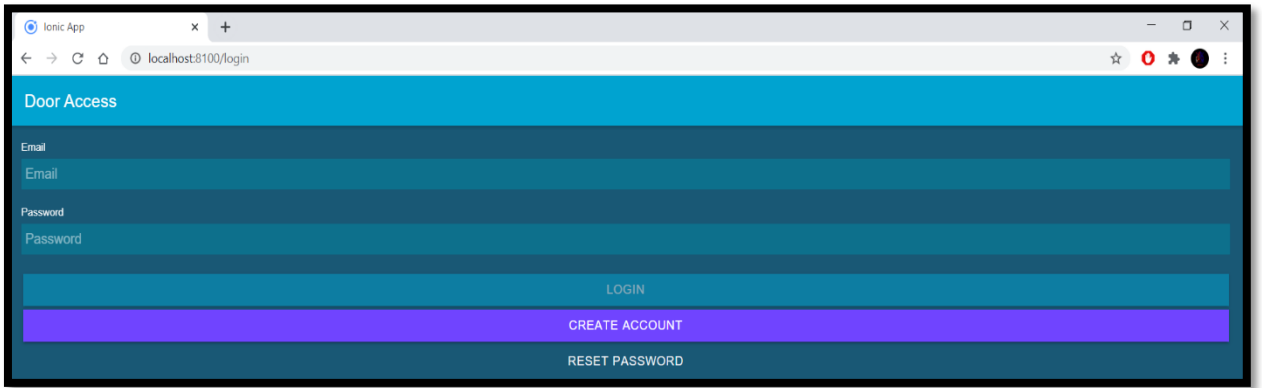 Ionic App
localhost:8100/login
Door Access
Email
Email
Password
Password
LOGIN
CREATE ACCOUNT
RESET PASSWORD